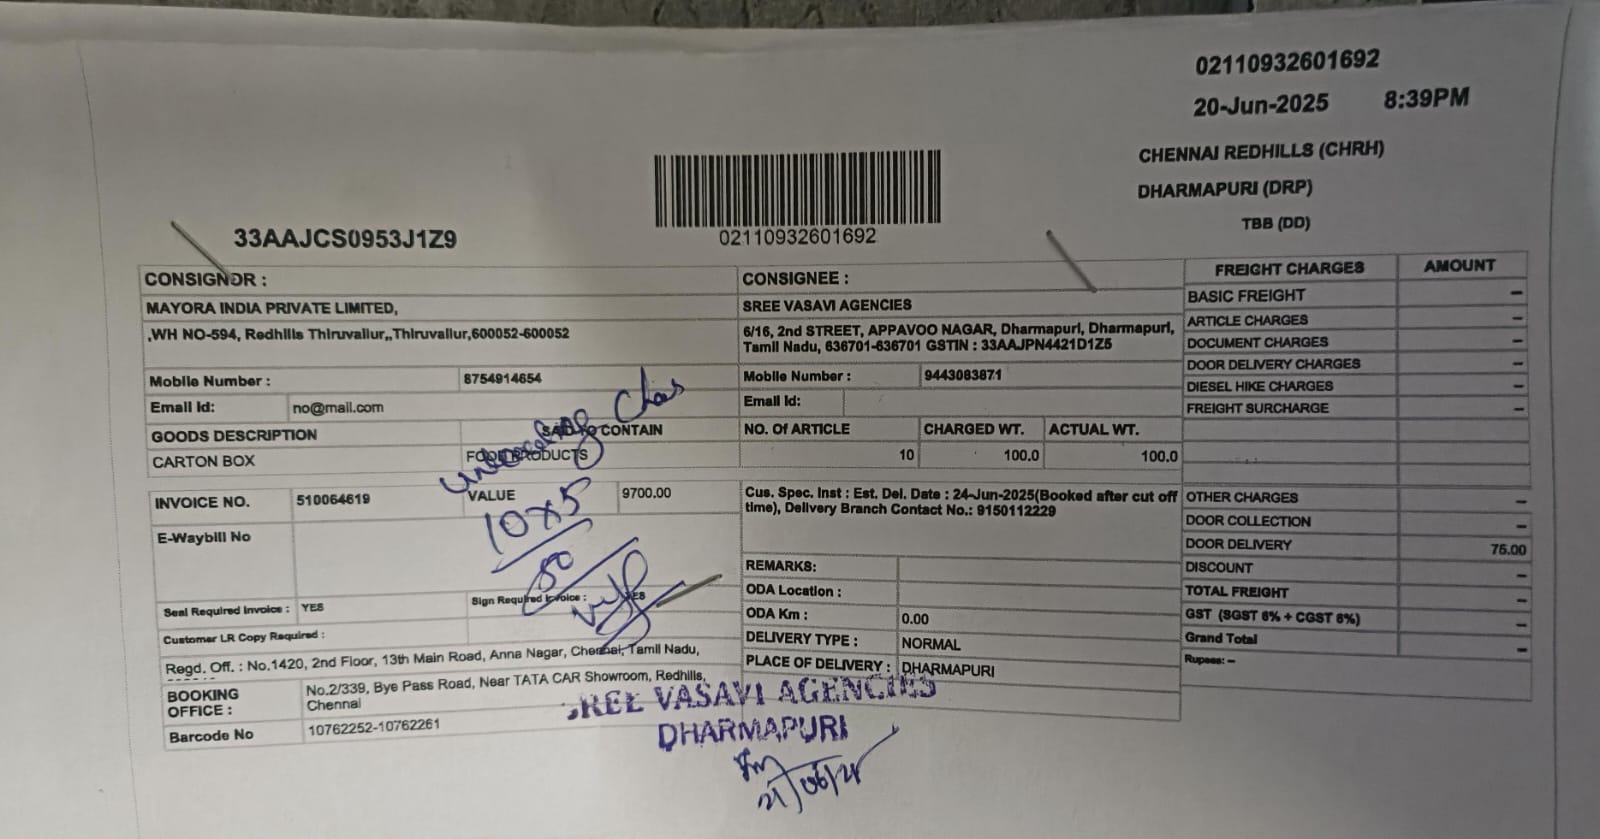 02110932601692
20-Jun-2025 8:39PM
CHENNAI REDHILLS (CHRH)
DHARMAPURI (DRP)
TBB (DD)
02110932601692
33AAJCS0953J1Z9
CONSIGNOR :
MAYORA INDIA PRIVATE LIMITED,
,WH NO-594, Redhills Thiruvallur,,Thiruvallur,600052-600052
Mobile Number : 8754914654
Email Id: no@mail.com
GOODS DESCRIPTION SAID TO CONTAIN
CARTON BOX FOOD PRODUCTS
INVOICE NO. 510064619 VALUE 9700.00
E-Waybill No
Seal Required Invoice : YES Sign Required Invoice : YES
Customer LR Copy Required :
Regd. Off. : No.1420, 2nd Floor, 13th Main Road, Anna Nagar, Chennai, Tamil Nadu,
BOOKING OFFICE : No.2/339, Bye Pass Road, Near TATA CAR Showroom, Redhills,
Chennai
Barcode No 10762252-10762261
CONSIGNEE :
SREE VASAVI AGENCIES
6/16, 2nd STREET, APPAVOO NAGAR, Dharmapuri, Dharmapuri,
Tamil Nadu, 636701-636701 GSTIN : 33AAJPN4421D1Z5
Mobile Number : 9443083871
Email Id:
NO. Of ARTICLE CHARGED WT. ACTUAL WT.
10 100.0 100.0
Cus. Spec. Inst : Est. Del. Date : 24-Jun-2025(Booked after cut off
time), Delivery Branch Contact No.: 9150112229
REMARKS:
ODA Location :
ODA Km : 0.00
DELIVERY TYPE : NORMAL
PLACE OF DELIVERY : DHARMAPURI
FREIGHT CHARGES AMOUNT
BASIC FREIGHT –
ARTICLE CHARGES –
DOCUMENT CHARGES –
DOOR DELIVERY CHARGES –
DIESEL HIKE CHARGES –
FREIGHT SURCHARGE –
OTHER CHARGES –
DOOR COLLECTION –
DOOR DELIVERY 75.00
DISCOUNT –
TOTAL FREIGHT –
GST (SGST 6% + CGST 6%) –
Grand Total –
Rupees: –
10 x 5
50
SREE VASAVI AGENCIES
DHARMAPURI